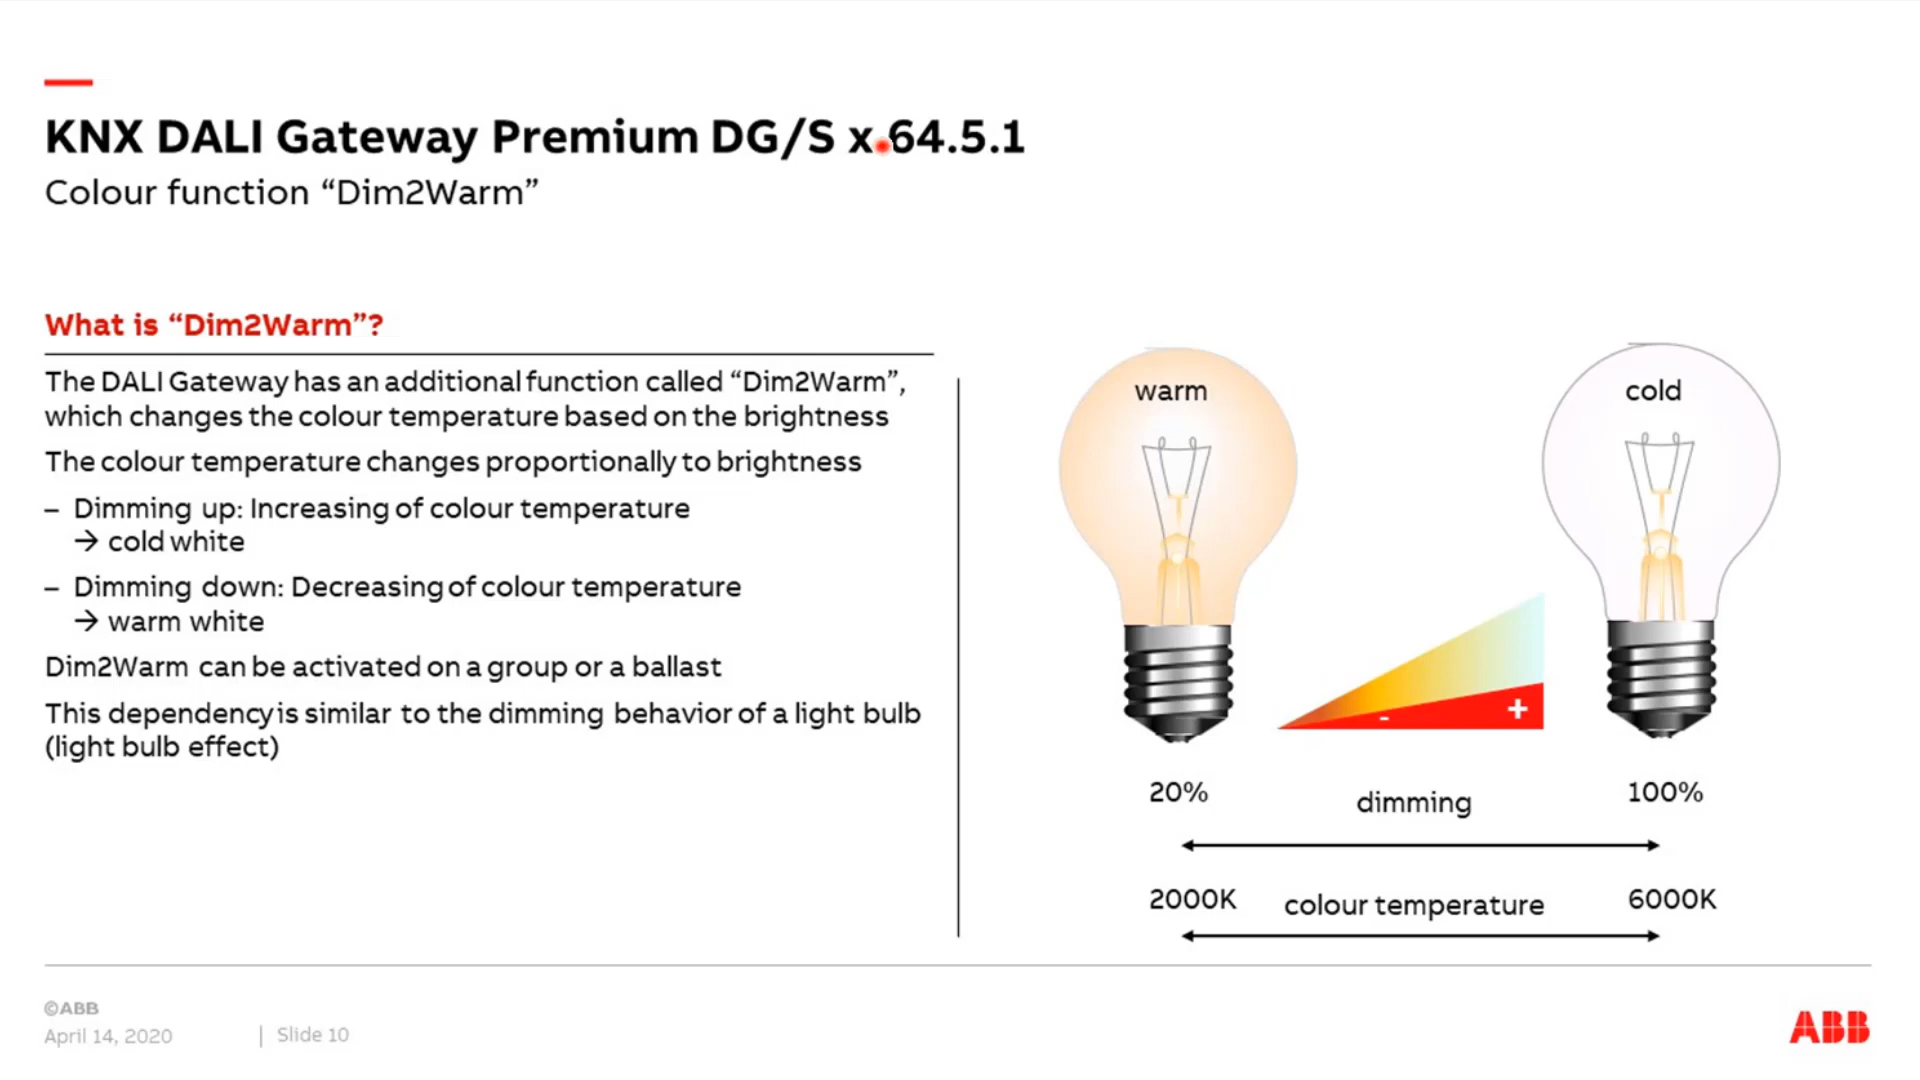 KNX DALI Gateway Premium DG/S x.64.5.1
Colour function “Dim2Warm”
What is “Dim2Warm”?
The DALI Gateway has an additional function called “Dim2Warm”,
which changes the colour temperature based on the brightness
The colour temperature changes proportionally to brightness
– Dimming up: Increasing of colour temperature
→ cold white
– Dimming down: Decreasing of colour temperature
→ warm white
Dim2Warm can be activated on a group or a ballast
This dependency is similar to the dimming behavior of a light bulb
(light bulb effect)
warm
cold
- +
20%
dimming
100%
2000K
colour temperature
6000K
©ABB
April 14, 2020 | Slide 10
ABB